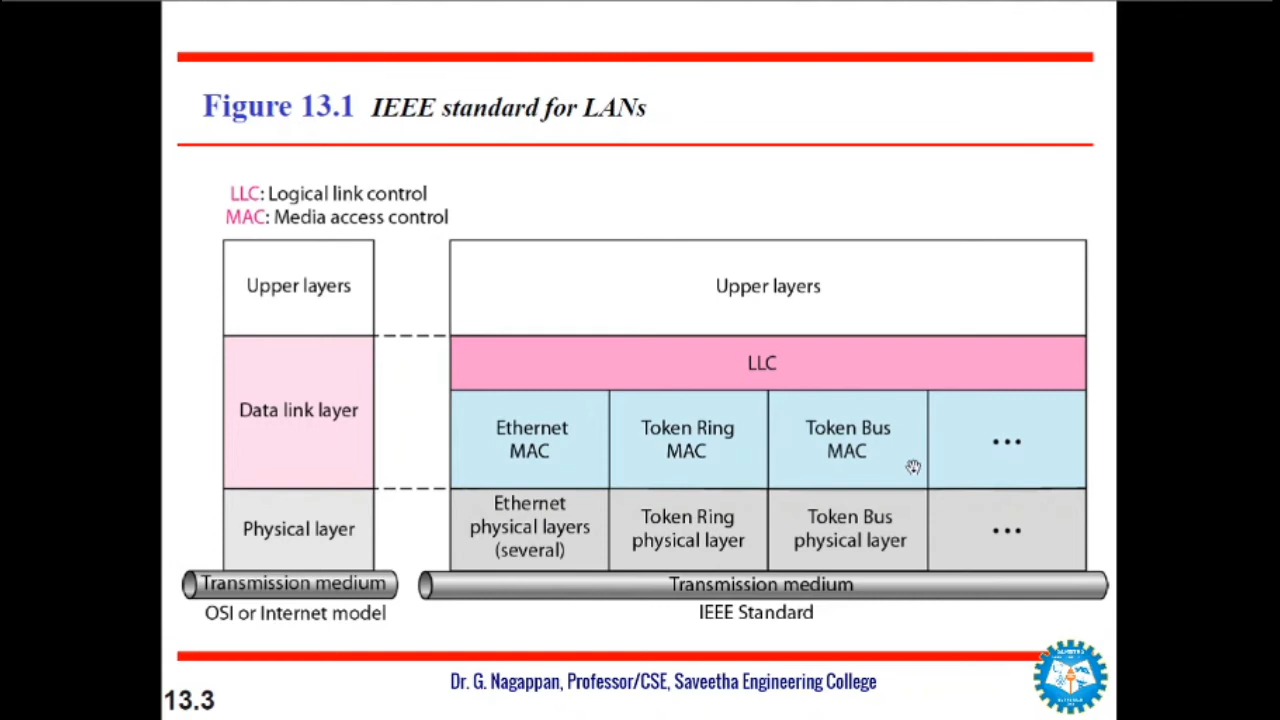 Figure 13.1 IEEE standard for LANs
LLC: Logical link control
MAC: Media access control
Upper layers
Data link layer
Physical layer
Transmission medium
OSI or Internet model
Upper layers
LLC
Ethernet
MAC
Token Ring
MAC
Token Bus
MAC
...
Ethernet
physical layers
(several)
Token Ring
physical layer
Token Bus
physical layer
...
Transmission medium
IEEE Standard
Dr. G. Nagappan, Professor/CSE, Saveetha Engineering College
13.3